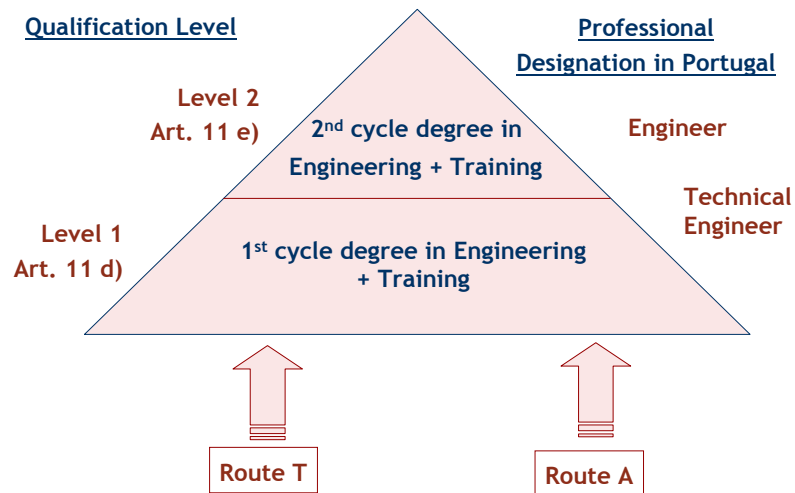 Qualification Level
Professional
Designation in Portugal
Level 2
Art. 11 e)
2nd cycle degree in
Engineering + Training
Engineer
Technical
Engineer
Level 1
Art. 11 d)
1st cycle degree in Engineering
+ Training
Route T
Route A